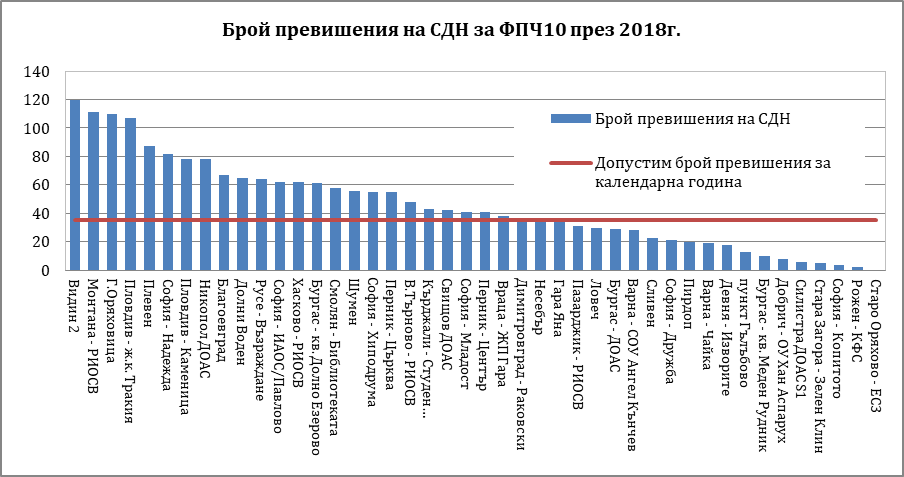 Брой превишения на СДН за ФПЧ10 през 2018г.
140
120
100
80
60
40
20
0
Брой превишения на СДН
Допустим брой превишения за
календарна година
Видин 2
Монтана - РИОСВ
Г.Оряховица
Пловдив - ж.к. Тракия
Плевен
София - Надежда
Пловдив - Каменица
Никопол ДОАС
Благоевград
Долни Воден
Русе - Възраждане
София - ИАОС/Павлово
Хасково - РИОСВ
Бургас - кв. Долно Езерово
Смолян - Библиотеката
Шумен
София - Хиподрума
Перник - Църква
В.Търново - РИОСВ
Кърджали - Студен...
Свищов ДОАС
София - Младост
Перник - Център
Враца - ЖП Гара
Димитровград - Раковски
Несебър
Гара Яна
Пазарджик - РИОСВ
Ловеч
Бургас - ДОАС
Варна - СОУ Ангел Кънчев
Сливен
София - Дружба
Пирдоп
Варна - Чайка
Девня - Изворите
пункт Гълъбово
Бургас - кв. Меден Рудник
Добрич - ОУ Хан Аспарух
Силистра ДОАС S1
Стара Загора - Зелен Клин
София - Копитото
Рожен - КФС
Старо Оряхово - ЕСЗ